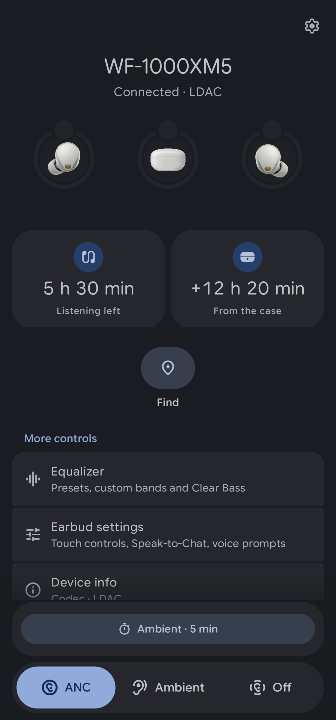 WF-1000XM5
Connected · LDAC
5 h 30 min
Listening left
+12 h 20 min
From the case
Find
More controls
Equalizer
Presets, custom bands and Clear Bass
Earbud settings
Touch controls, Speak-to-Chat, voice prompts
Device info
Codec · LDAC
Ambient · 5 min
ANC
Ambient
Off